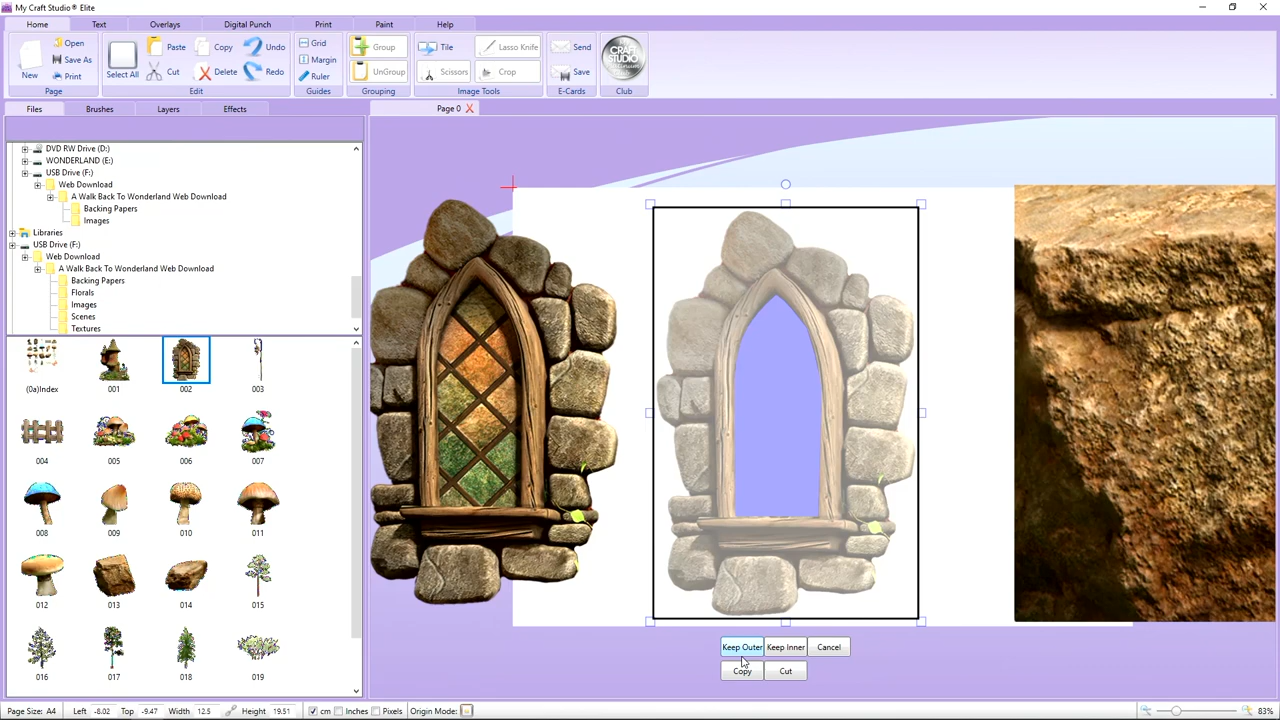 My Craft Studio® Elite
Home Text Overlays Digital Punch Print Paint Help
New Open Save As Print Page
Select All Paste Copy Undo Cut Delete Redo Edit
Grid Margin Ruler Guides
Group UnGroup Grouping
Tile Lasso Knife Scissors Crop Image Tools
Send Save E-Cards
CRAFT STUDIO Club
Files Brushes Layers Effects
Page 0
DVD RW Drive (D:)
WONDERLAND (E:)
USB Drive (F:)
Web Download
A Walk Back To Wonderland Web Download
Backing Papers
Images
Libraries
USB Drive (F:)
Web Download
A Walk Back To Wonderland Web Download
Backing Papers
Florals
Images
Scenes
Textures
(0a)Index 001 002 003
004 005 006 007
008 009 010 011
012 013 014 015
016 017 018 019
Keep Outer Keep Inner Cancel
Copy Cut
Page Size: A4 Left -8.02 Top -9.47 Width 12.5 Height 19.51 cm Inches Pixels Origin Mode: 83%